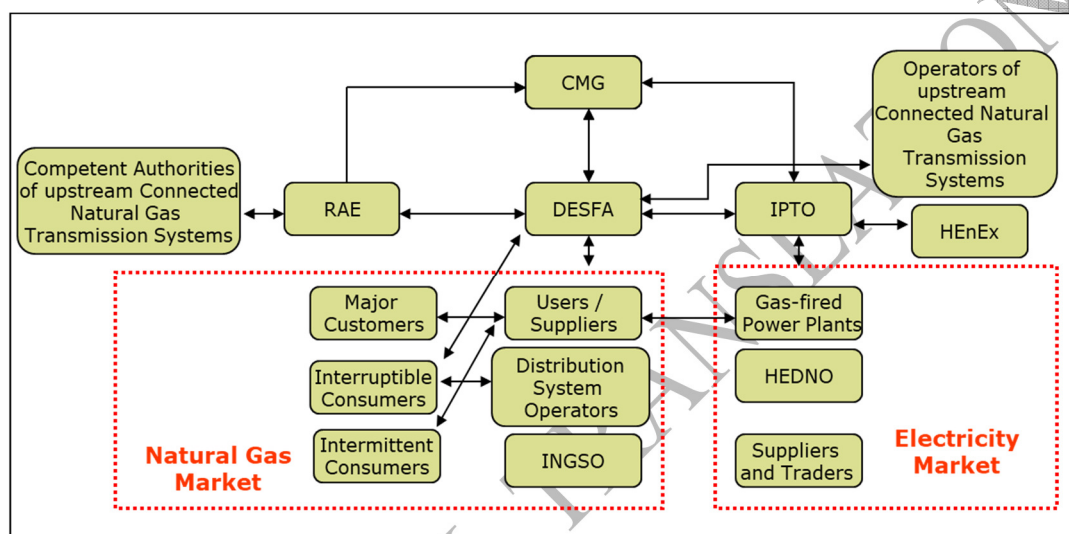 CMG
Operators of
upstream
Connected Natural
Gas
Transmission
Systems
Competent Authorities
of upstream Connected
Natural Gas
Transmission Systems
RAE
DESFA
IPTO
HEnEx
Major
Customers
Users /
Suppliers
Gas-fired
Power Plants
Interruptible
Consumers
Distribution
System
Operators
HEDNO
Intermittent
Consumers
INGSO
Suppliers
and Traders
Natural Gas
Market
Electricity
Market
TRANSLATION